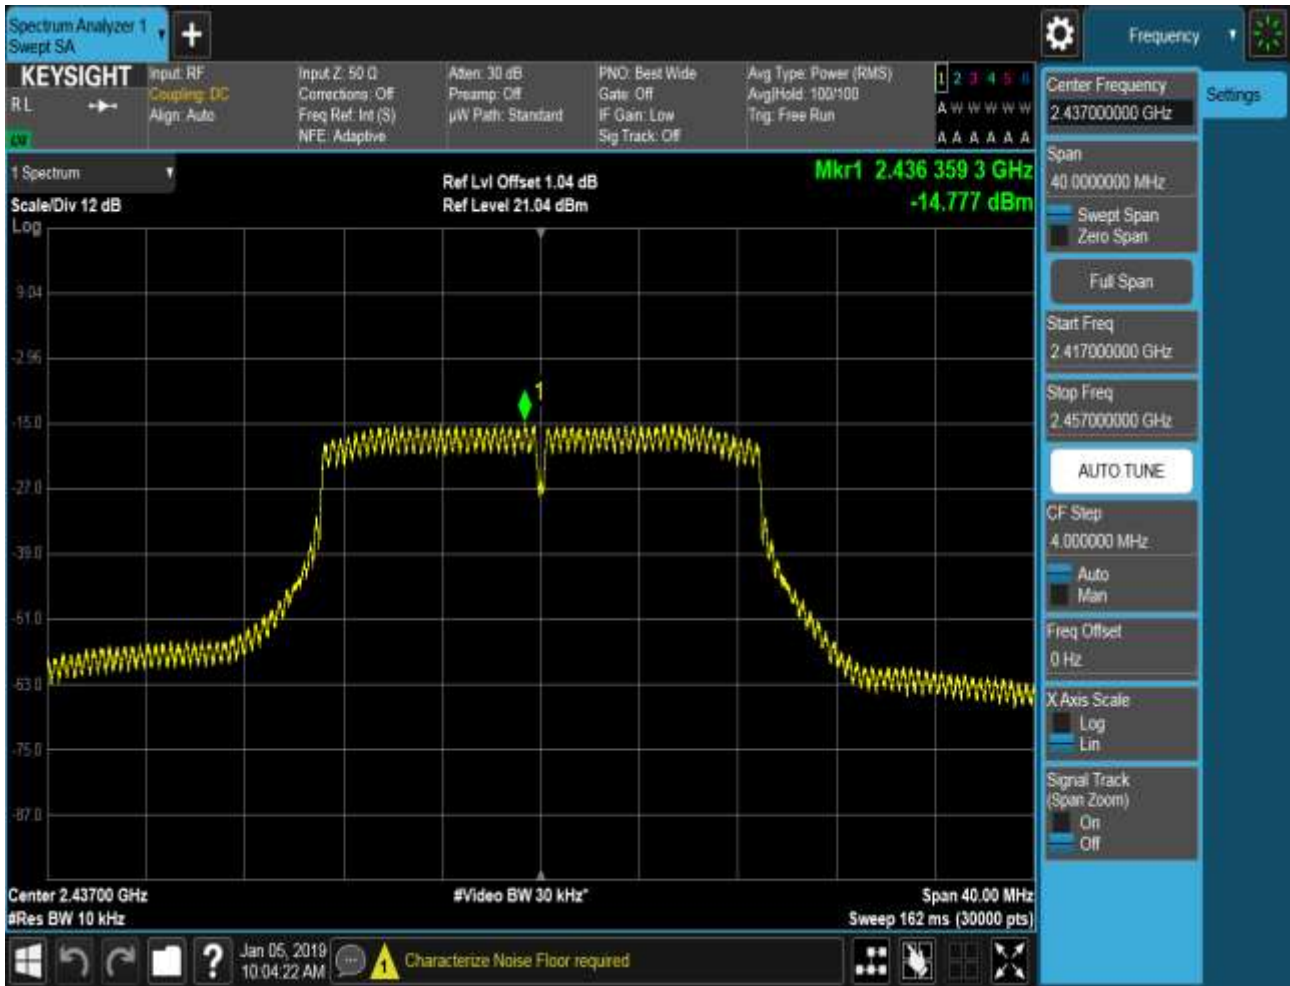 Spectrum Analyzer 1
Swept SA
+
Frequency
KEYSIGHT
RL
Input: RF
Coupling: DC
Align: Auto
Input Z: 50 Ω
Corrections: Off
Freq Ref: Int (S)
NFE: Adaptive
Atten: 30 dB
Preamp: Off
µW Path: Standard
PNO: Best Wide
Gate: Off
IF Gain: Low
Sig Track: Off
Avg Type: Power (RMS)
Avg|Hold: 100/100
Trig: Free Run
1 2 3 4 5 6
A W W W W W
A A A A A A
1 Spectrum
Scale/Div 12 dB
Log
Ref Lvl Offset 1.04 dB
Ref Level 21.04 dBm
Mkr1 2.436 359 3 GHz
-14.777 dBm
9.04
-2.96
-15.0
-27.0
-39.0
-51.0
-63.0
-75.0
-87.0
1
Center 2.43700 GHz
#Res BW 10 kHz
#Video BW 30 kHz*
Span 40.00 MHz
Sweep 162 ms (30000 pts)
Center Frequency
2.437000000 GHz
Settings
Span
40.0000000 MHz
Swept Span
Zero Span
Full Span
Start Freq
2.417000000 GHz
Stop Freq
2.457000000 GHz
AUTO TUNE
CF Step
4.000000 MHz
Auto
Man
Freq Offset
0 Hz
X Axis Scale
Log
Lin
Signal Track
(Span Zoom)
On
Off
?
Jan 05, 2019
10:04:22 AM
1
Characterize Noise Floor required